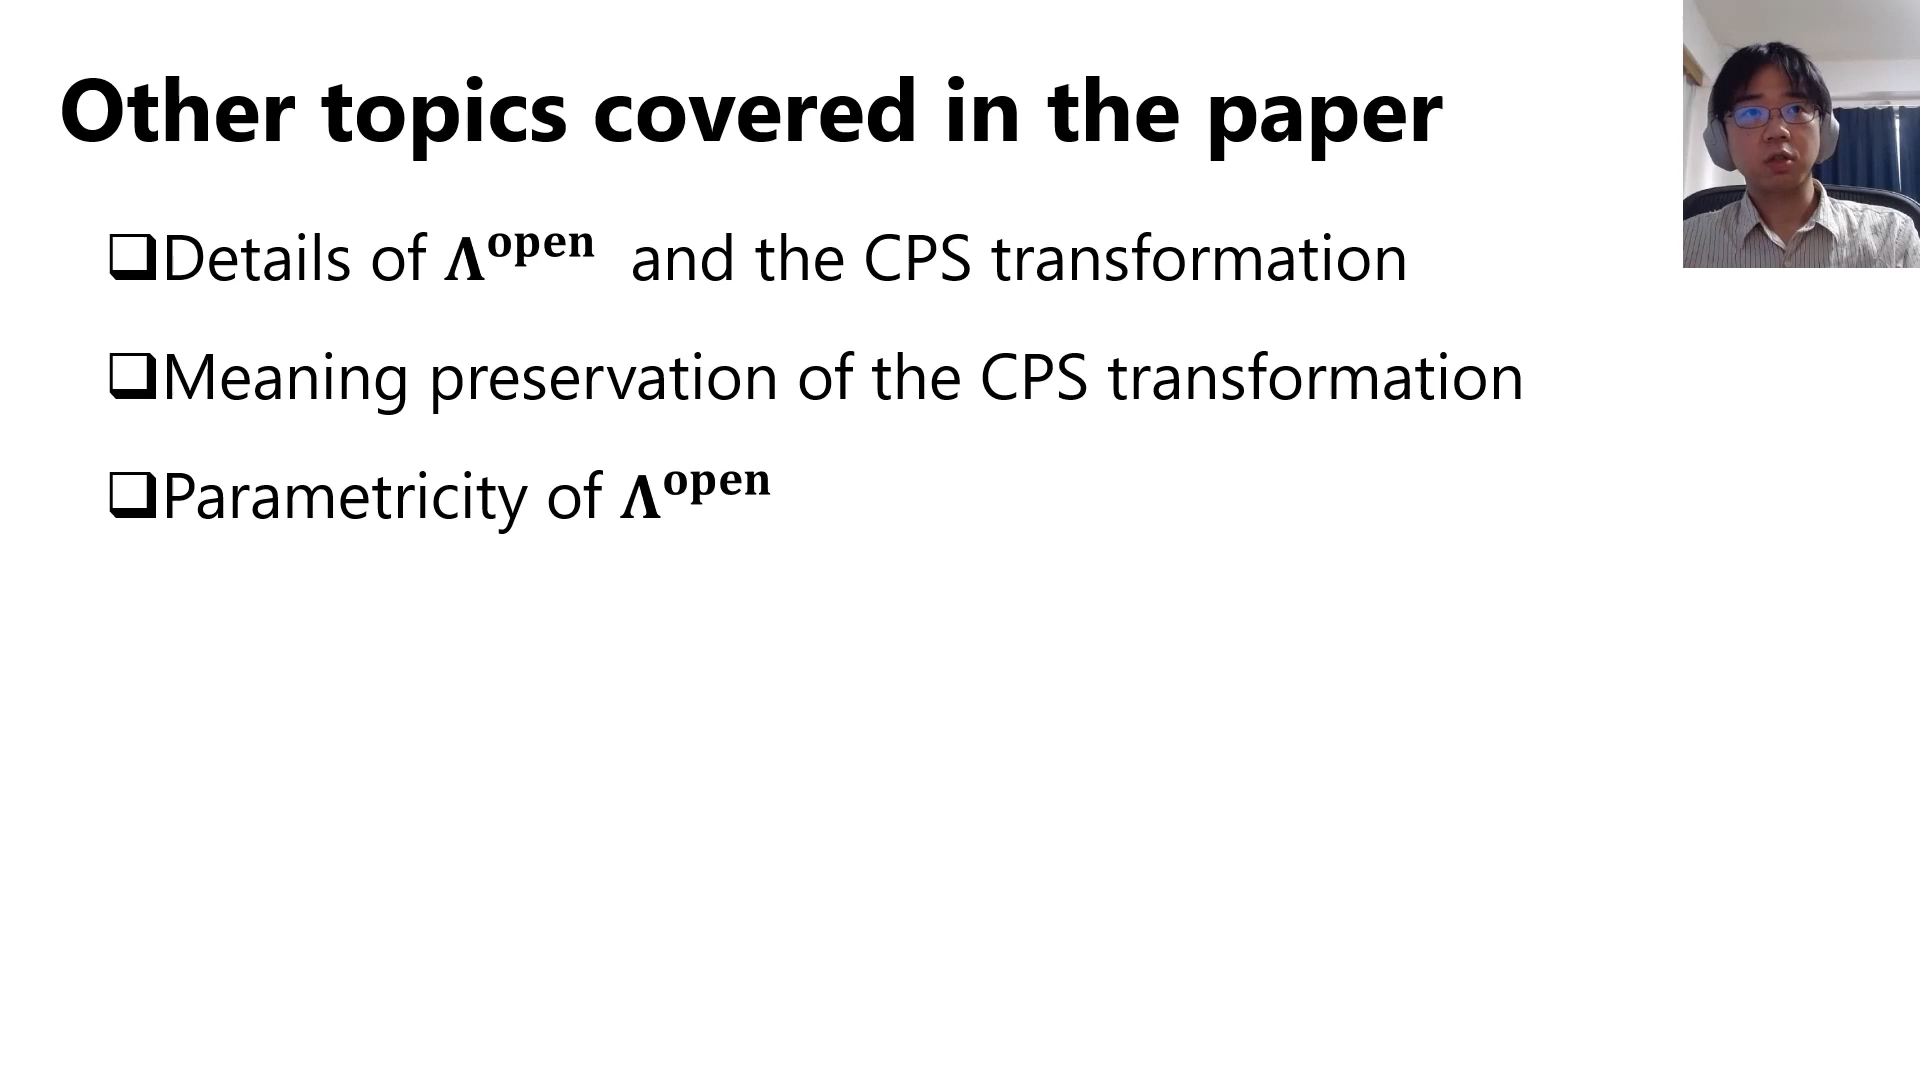 Other topics covered in the paper
❑Details of Λ^open and the CPS transformation
❑Meaning preservation of the CPS transformation
❑Parametricity of Λ^open